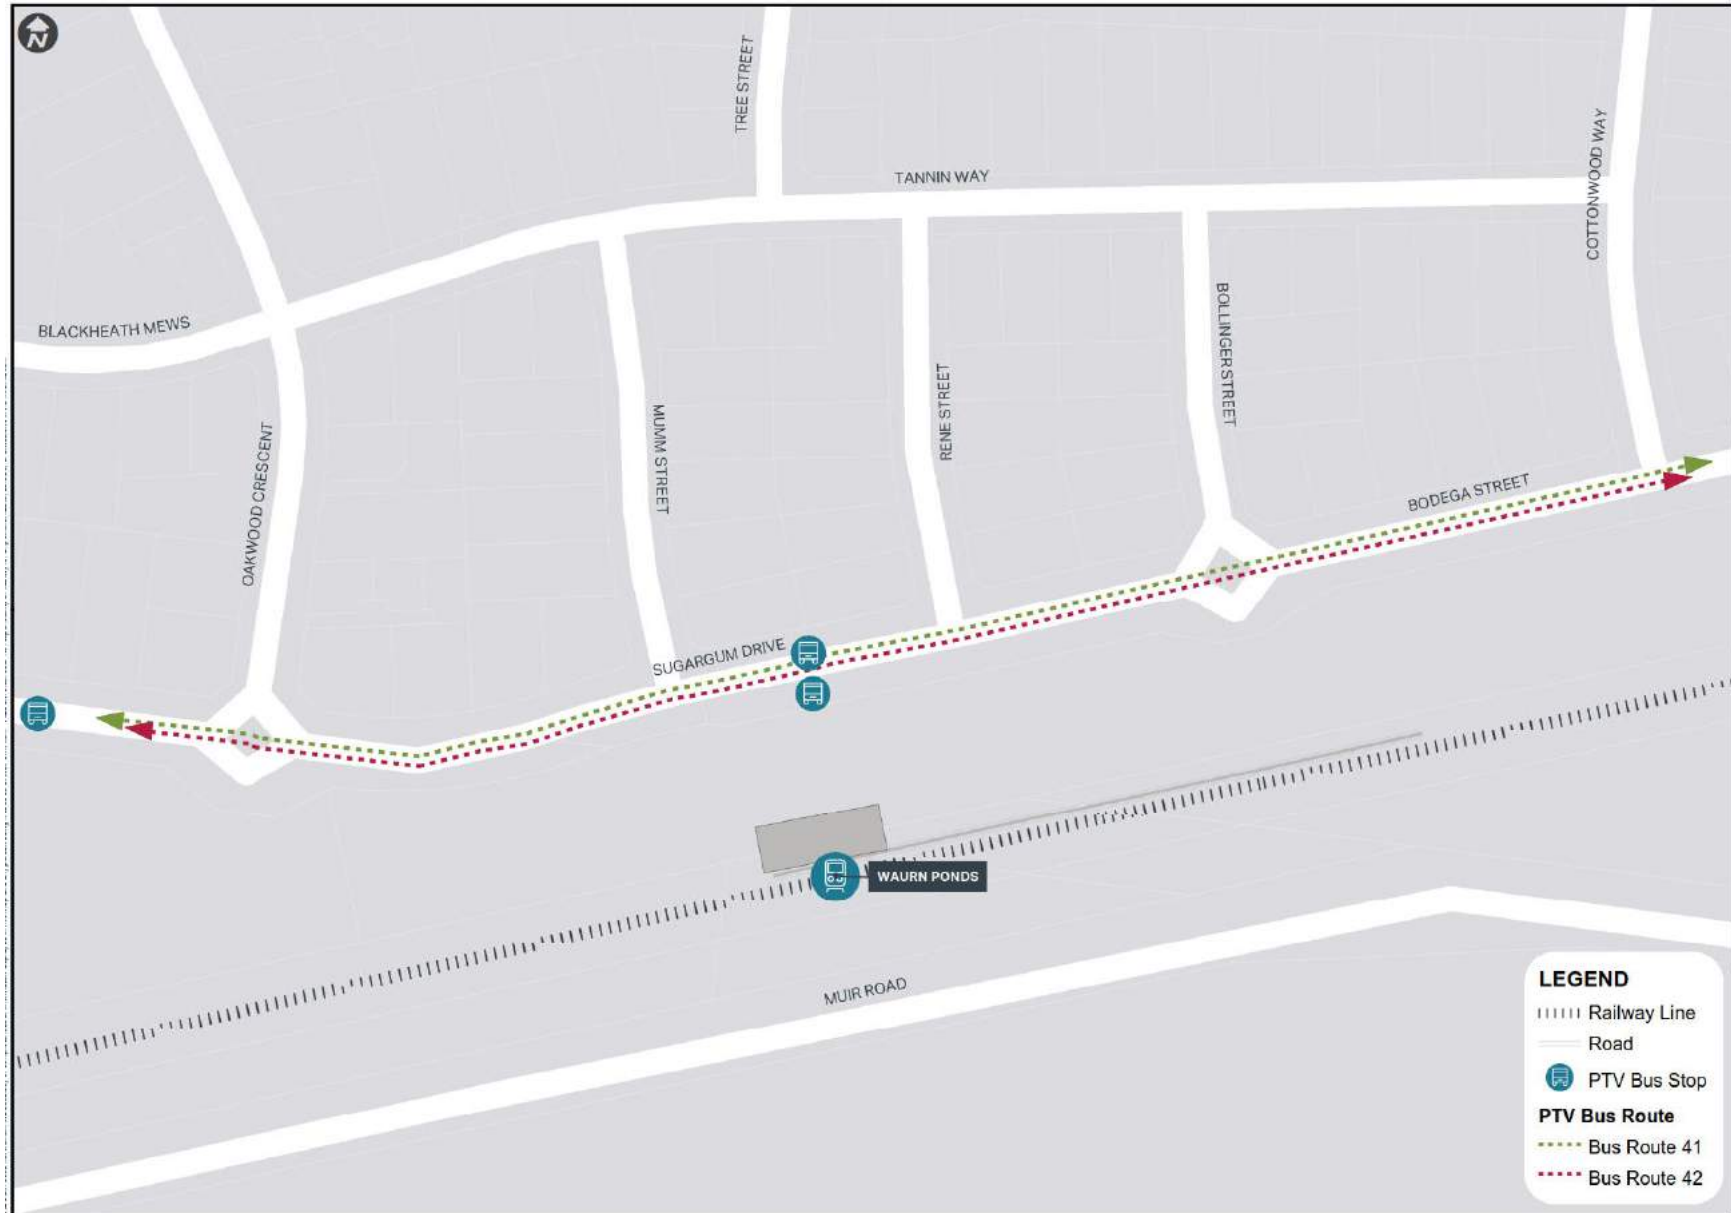 N
TREE STREET
TANNIN WAY
COTTONWOOD WAY
BLACKHEATH MEWS
BOLLINGER STREET
RENE STREET
MUMM STREET
OAKWOOD CRESCENT
BODEGA STREET
SUGARGUM DRIVE
WAURN PONDS
MUIR ROAD
LEGEND
Railway Line
Road
PTV Bus Stop
PTV Bus Route
Bus Route 41
Bus Route 42